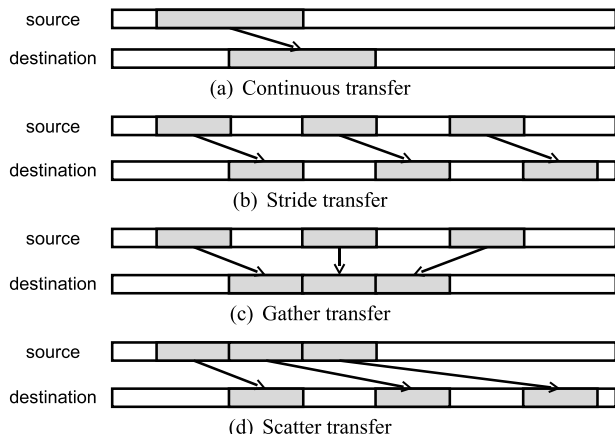 source
destination
(a) Continuous transfer
source
destination
(b) Stride transfer
source
destination
(c) Gather transfer
source
destination
(d) Scatter transfer